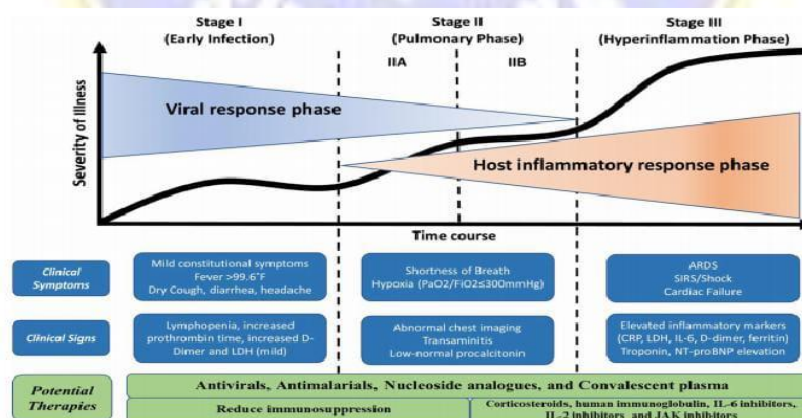 Stage I
(Early Infection)
Stage II
(Pulmonary Phase)
IIA
IIB
Stage III
(Hyperinflammation Phase)
Severity of Illness
Viral response phase
Host inflammatory response phase
Time course
Clinical
Symptoms
Mild constitutional symptoms
Fever >99.6°F
Dry Cough, diarrhea, headache
Shortness of Breath
Hypoxia (PaO2/FiO2≤300mmHg)
ARDS
SIRS/Shock
Cardiac Failure
Clinical Signs
Lymphopenia, increased
prothrombin time, increased D-
Dimer and LDH (mild)
Abnormal chest imaging
Transaminitis
Low-normal procalcitonin
Elevated inflammatory markers
(CRP, LDH, IL-6, D-dimer, ferritin)
Troponin, NT-proBNP elevation
Potential
Therapies
Antivirals, Antimalarials, Nucleoside analogues, and Convalescent plasma
Reduce immunosuppression
Corticosteroids, human immunoglobulin, IL-6 inhibitors,
IL-2 inhibitors, and JAK inhibitors